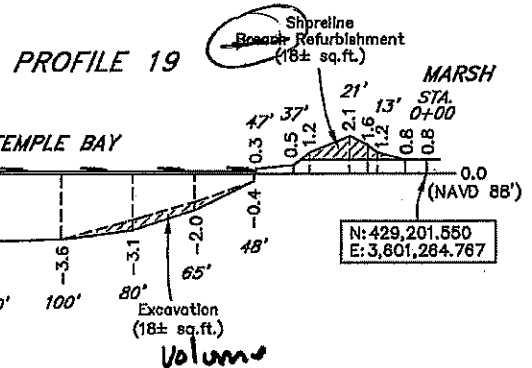 PROFILE 19
Shoreline
Breach Refurbishment
(18± sq.ft.)
MARSH
STA.
0+00
TEMPLE BAY
47' 37' 21' 13'
0.3 0.5 1.2 2.1 1.6 1.2 0.8 0.8
0.0
(NAVD 88')
-3.6 -3.1 -2.0 -0.4
0' 100' 80' 65' 48'
N: 429,201.550
E: 3,601,264.767
Excavation
(18± sq.ft.)
Volume